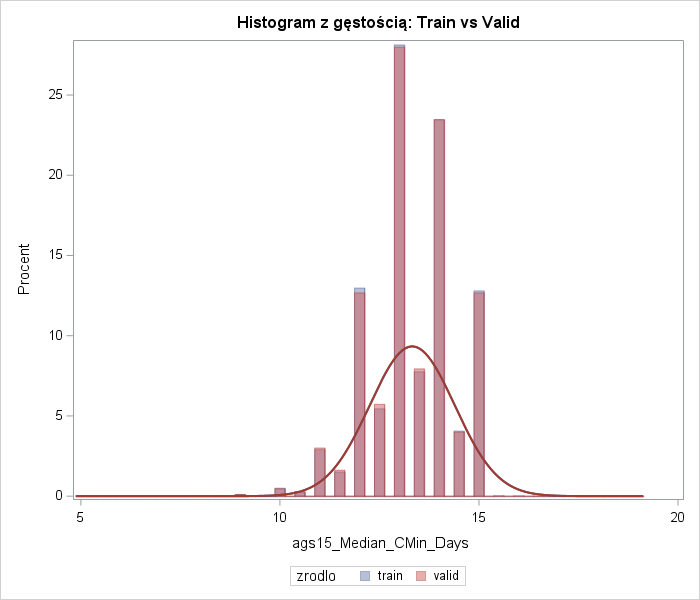 Histogram z gęstością: Train vs Valid
25
20
15
10
5
0
Procent
5 10 15 20
ags15_Median_CMin_Days
zrodlo train valid